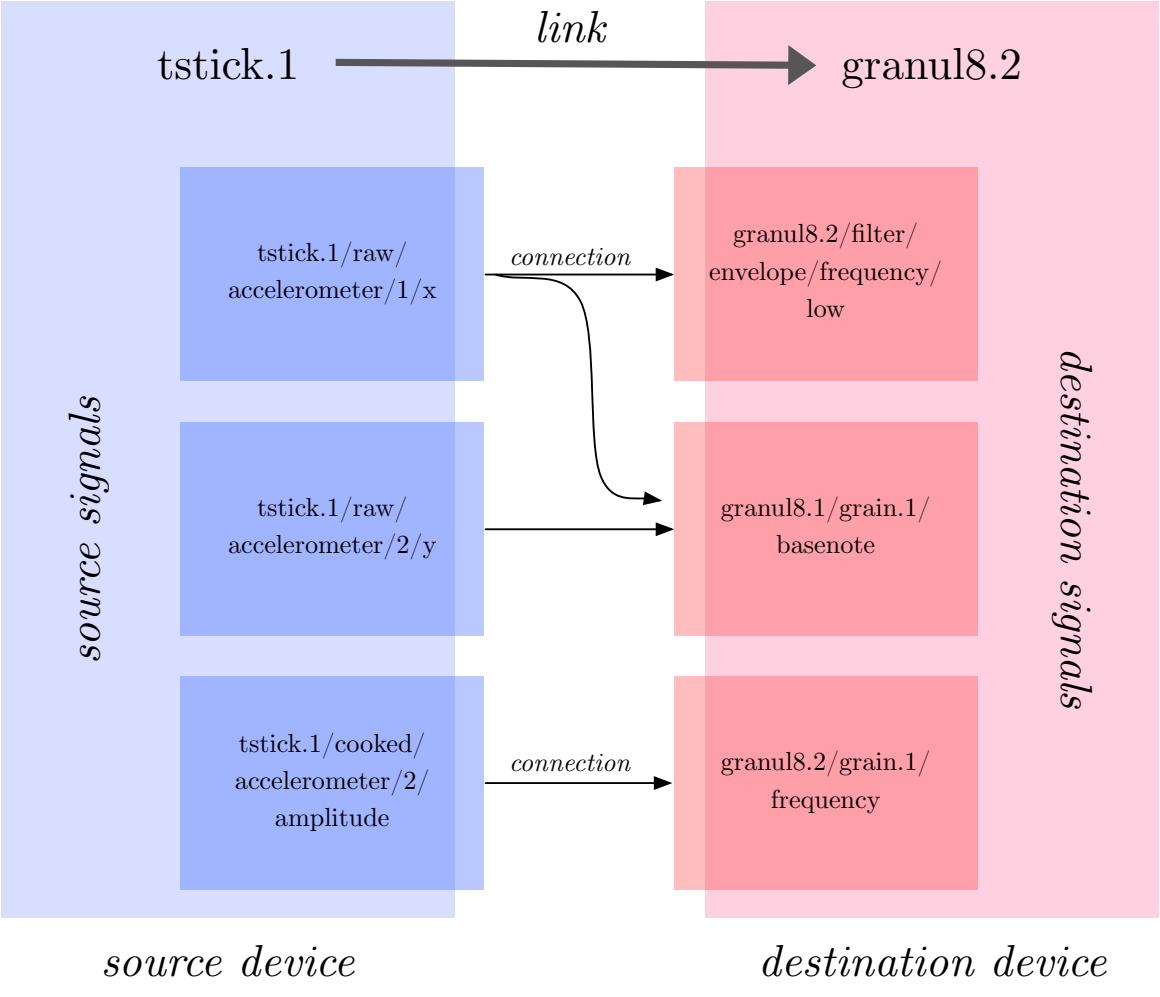 link
tstick.1
granul8.2
tstick.1/raw/
accelerometer/1/x
connection
granul8.2/filter/
envelope/frequency/
low
source signals
destination signals
tstick.1/raw/
accelerometer/2/y
granul8.1/grain.1/
basenote
tstick.1/cooked/
accelerometer/2/
amplitude
connection
granul8.2/grain.1/
frequency
source device
destination device